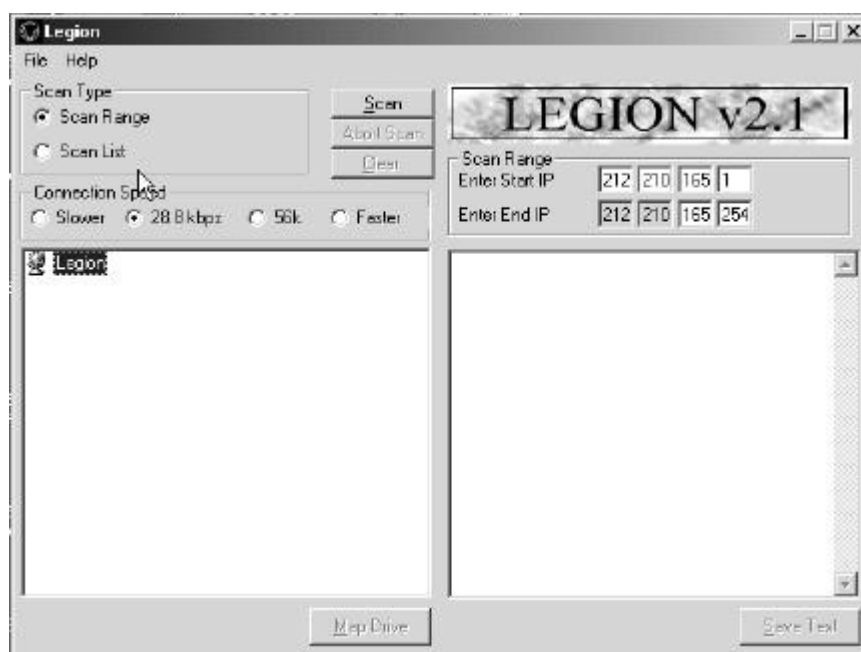 Legion
File Help
Scan Type
Scan Range
Scan List
Scan
Abort Scan
Clear
LEGION v2.1
Scan Range
Enter Start IP 212 210 165 1
Enter End IP 212 210 165 254
Connection Speed
Slower 28.8 kbps 56k Faster
Legion
Map Drive
Save Text